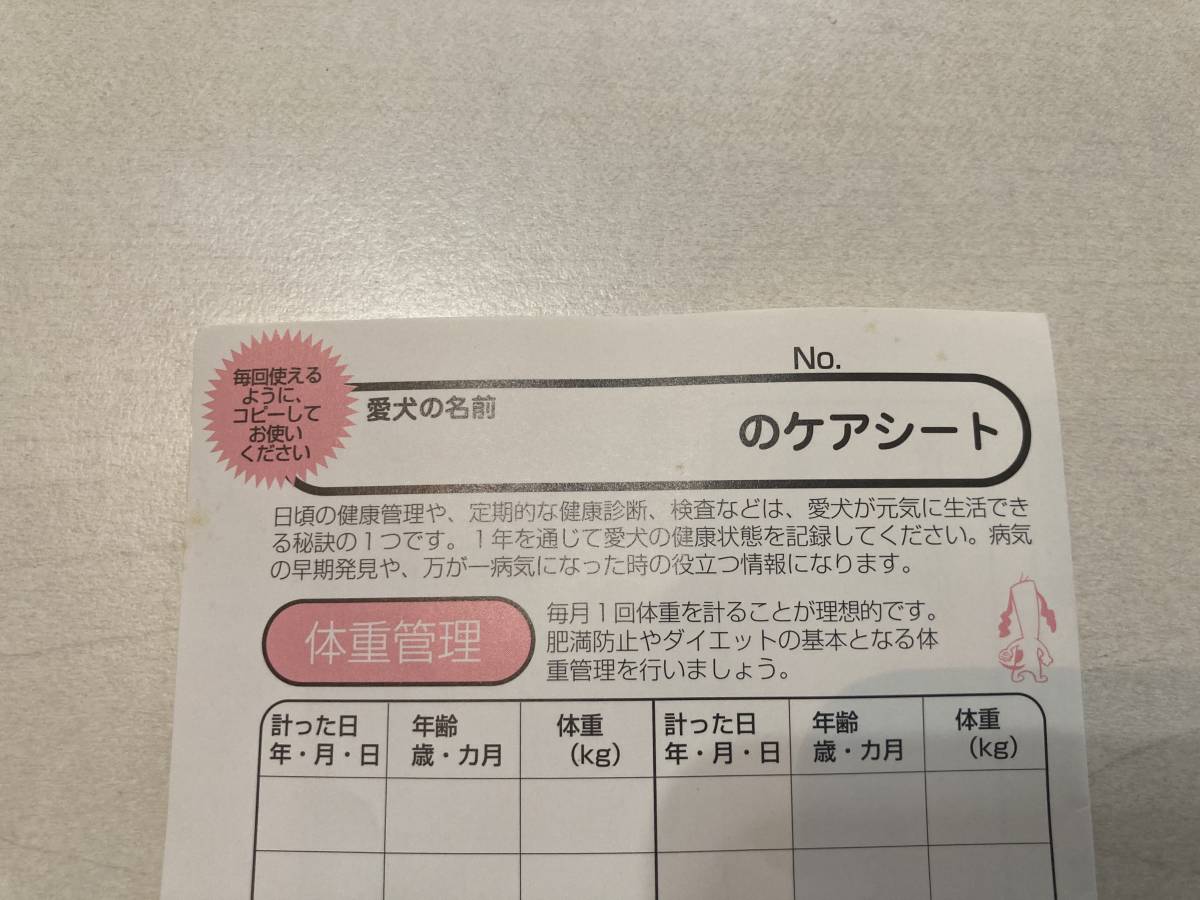 No.
毎回使える
ように、
コピーして
お使い
ください
愛犬の名前
のケアシート
日頃の健康管理や、定期的な健康診断、検査などは、愛犬が元気に生活でき
る秘訣の1つです。1年を通じて愛犬の健康状態を記録してください。病気
の早期発見や、万が一病気になった時の役立つ情報になります。
体重管理
毎月1回体重を計ることが理想的です。
肥満防止やダイエットの基本となる体
重管理を行いましょう。
計った日 年齢 体重 計った日 年齢 体重
年・月・日 歳・カ月 (kg) 年・月・日 歳・カ月 (kg)